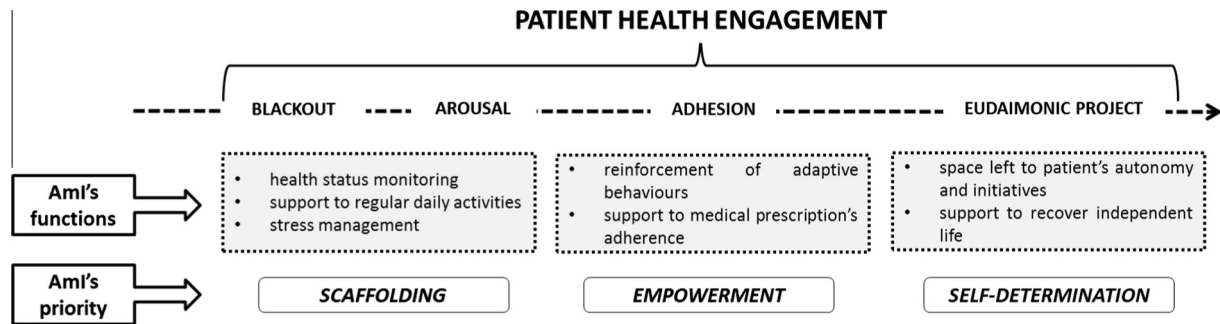 PATIENT HEALTH ENGAGEMENT
BLACKOUT AROUSAL ADHESION EUDAIMONIC PROJECT
AmI's
functions
• health status monitoring
• support to regular daily activities
• stress management
• reinforcement of adaptive
behaviours
• support to medical prescription's
adherence
• space left to patient's autonomy
and initiatives
• support to recover independent
life
AmI's
priority
SCAFFOLDING EMPOWERMENT SELF-DETERMINATION